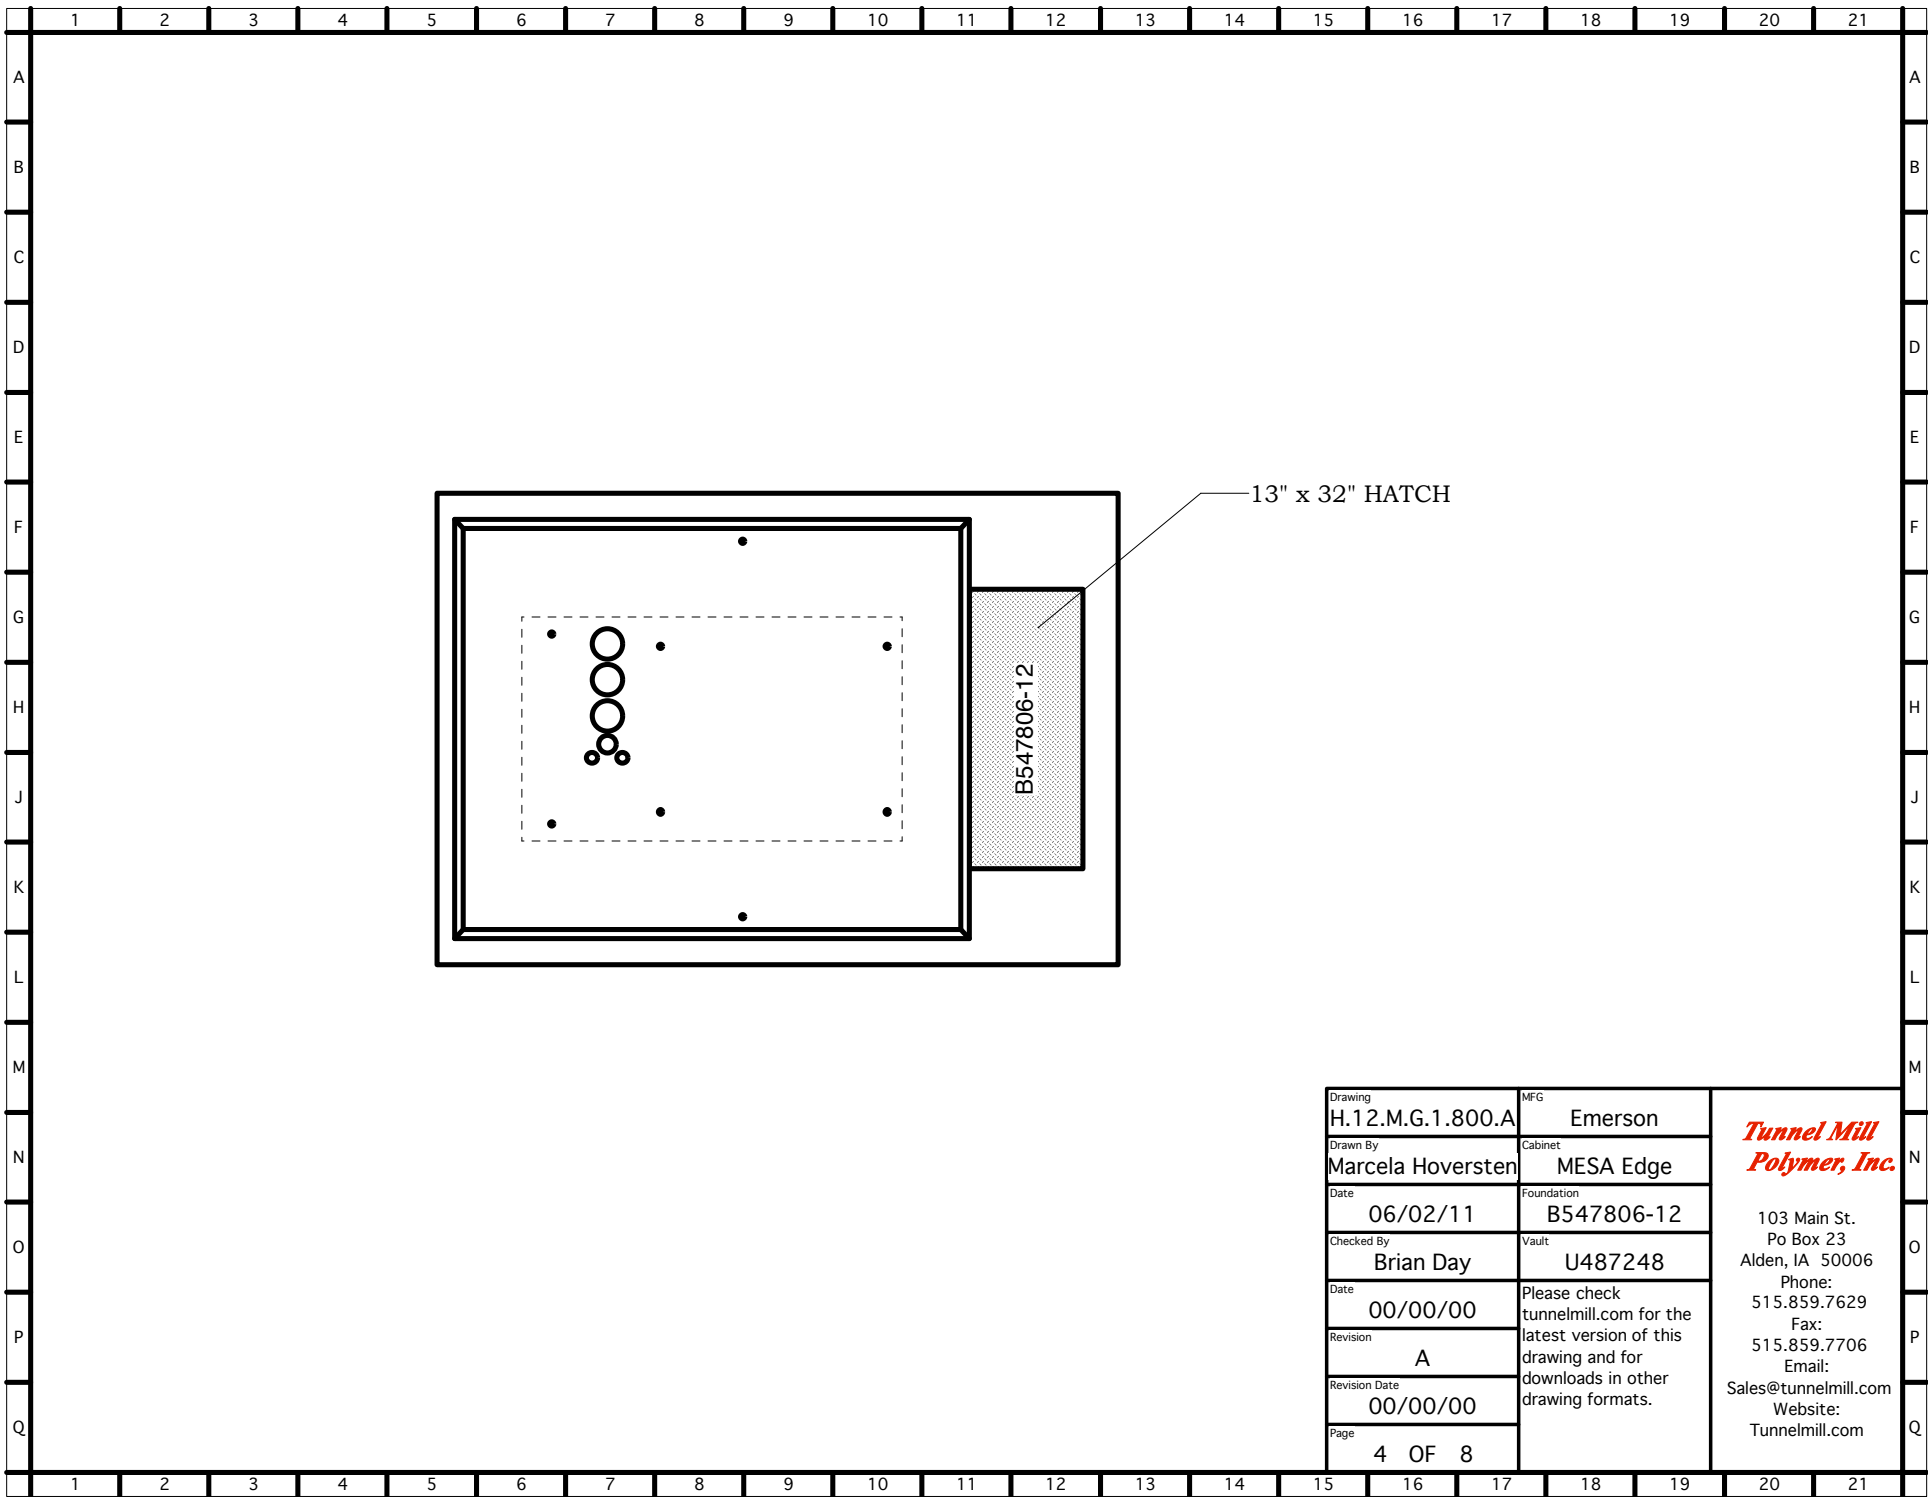 1 2 3 4 5 6 7 8 9 10 11 12 13 14 15 16 17 18 19 20 21
A A
B B
C C
D D
E E
13" x 32" HATCH
F F
G G
B547806-12
H H
J J
K K
L L
M M
N N
O O
P P
Q Q
Drawing
H.12.M.G.1.800.A
MFG
Emerson
Drawn By
Marcela Hoversten
Cabinet
MESA Edge
Date
06/02/11
Foundation
B547806-12
Checked By
Brian Day
Vault
U487248
Date
00/00/00
Revision
A
Revision Date
00/00/00
Page
4 OF 8
Please check
tunnelmill.com for the
latest version of this
drawing and for
downloads in other
drawing formats.
Tunnel Mill
Polymer, Inc.
103 Main St.
Po Box 23
Alden, IA 50006
Phone:
515.859.7629
Fax:
515.859.7706
Email:
Sales@tunnelmill.com
Website:
Tunnelmill.com
1 2 3 4 5 6 7 8 9 10 11 12 13 14 15 16 17 18 19 20 21